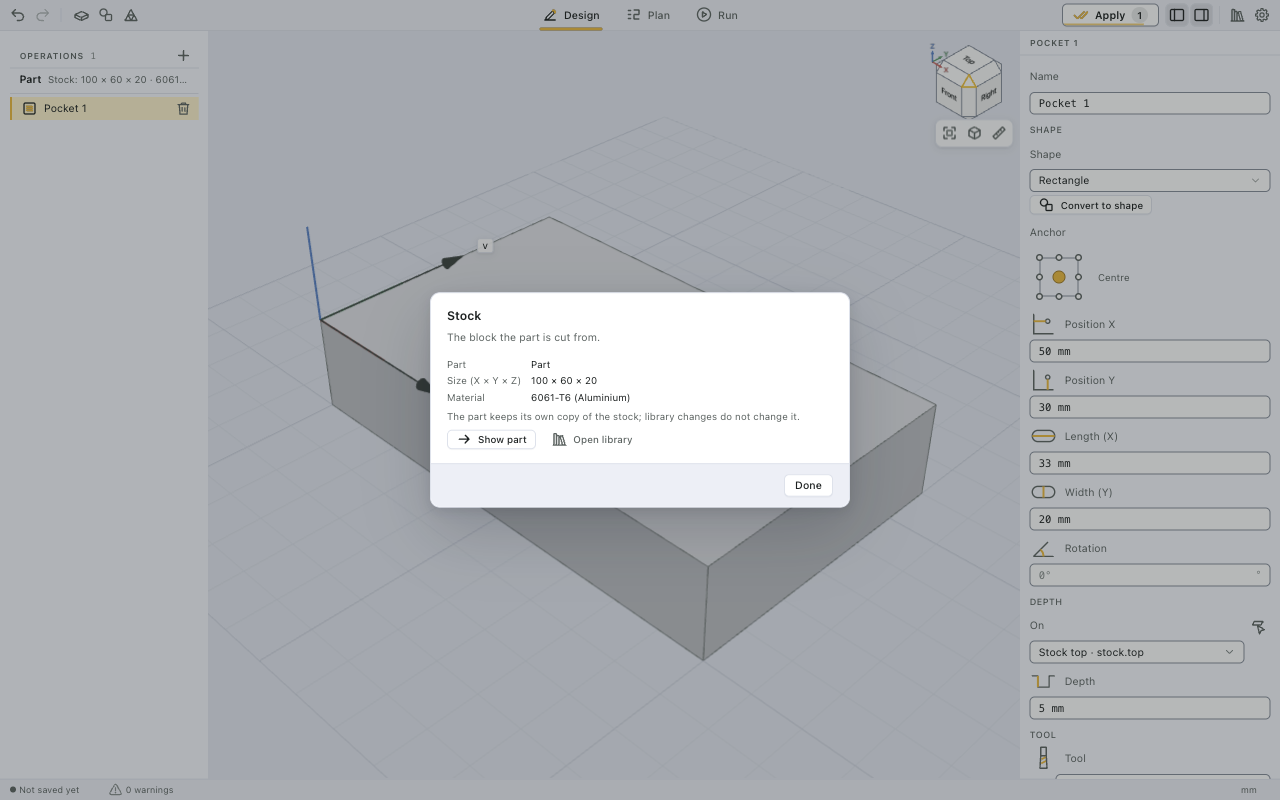 Design
Plan
Run
Apply 1
OPERATIONS 1
Part Stock: 100 × 60 × 20 · 6061…
Pocket 1
Z
Y
X
Top
Front
Right
v
Stock
The block the part is cut from.
Part Part
Size (X × Y × Z) 100 × 60 × 20
Material 6061-T6 (Aluminium)
The part keeps its own copy of the stock; library changes do not change it.
Show part
Open library
Done
POCKET 1
Name
Pocket 1
SHAPE
Shape
Rectangle
Convert to shape
Anchor
Centre
Position X
50 mm
Position Y
30 mm
Length (X)
33 mm
Width (Y)
20 mm
Rotation
0° °
DEPTH
On
Stock top · stock.top
Depth
5 mm
TOOL
Tool
Not saved yet
0 warnings
mm